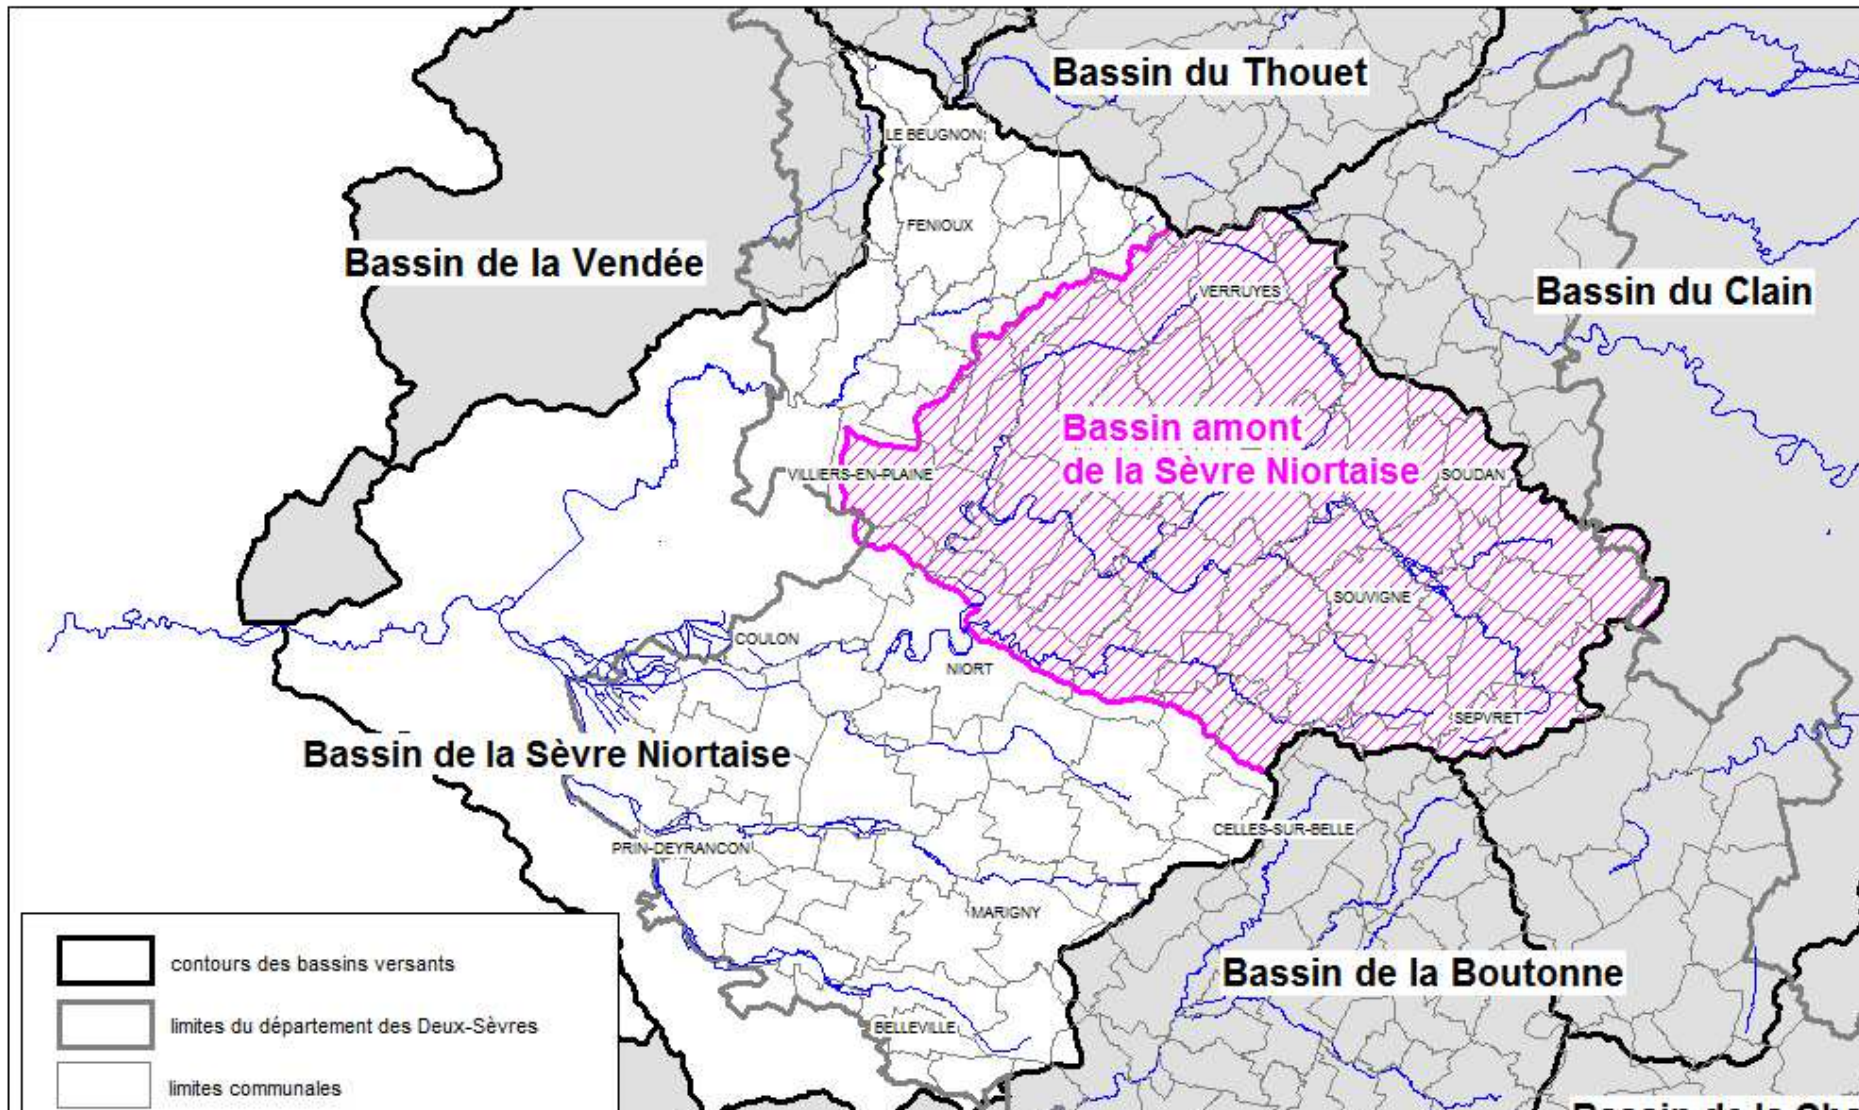 Bassin du Thouet
LE BEUGNON
FENIOUX
Bassin de la Vendée
VERRUYES
Bassin du Clain
Bassin amont
de la Sèvre Niortaise
VILLIERS-EN-PLAINE
SOUDAN
SOUVIGNE
COULON
NIORT
SEPVRET
Bassin de la Sèvre Niortaise
CELLES-SUR-BELLE
PRIN-DEYRANCON
MARIGNY
Bassin de la Boutonne
BELLEVILLE
contours des bassins versants
limites du département des Deux-Sèvres
limites communales